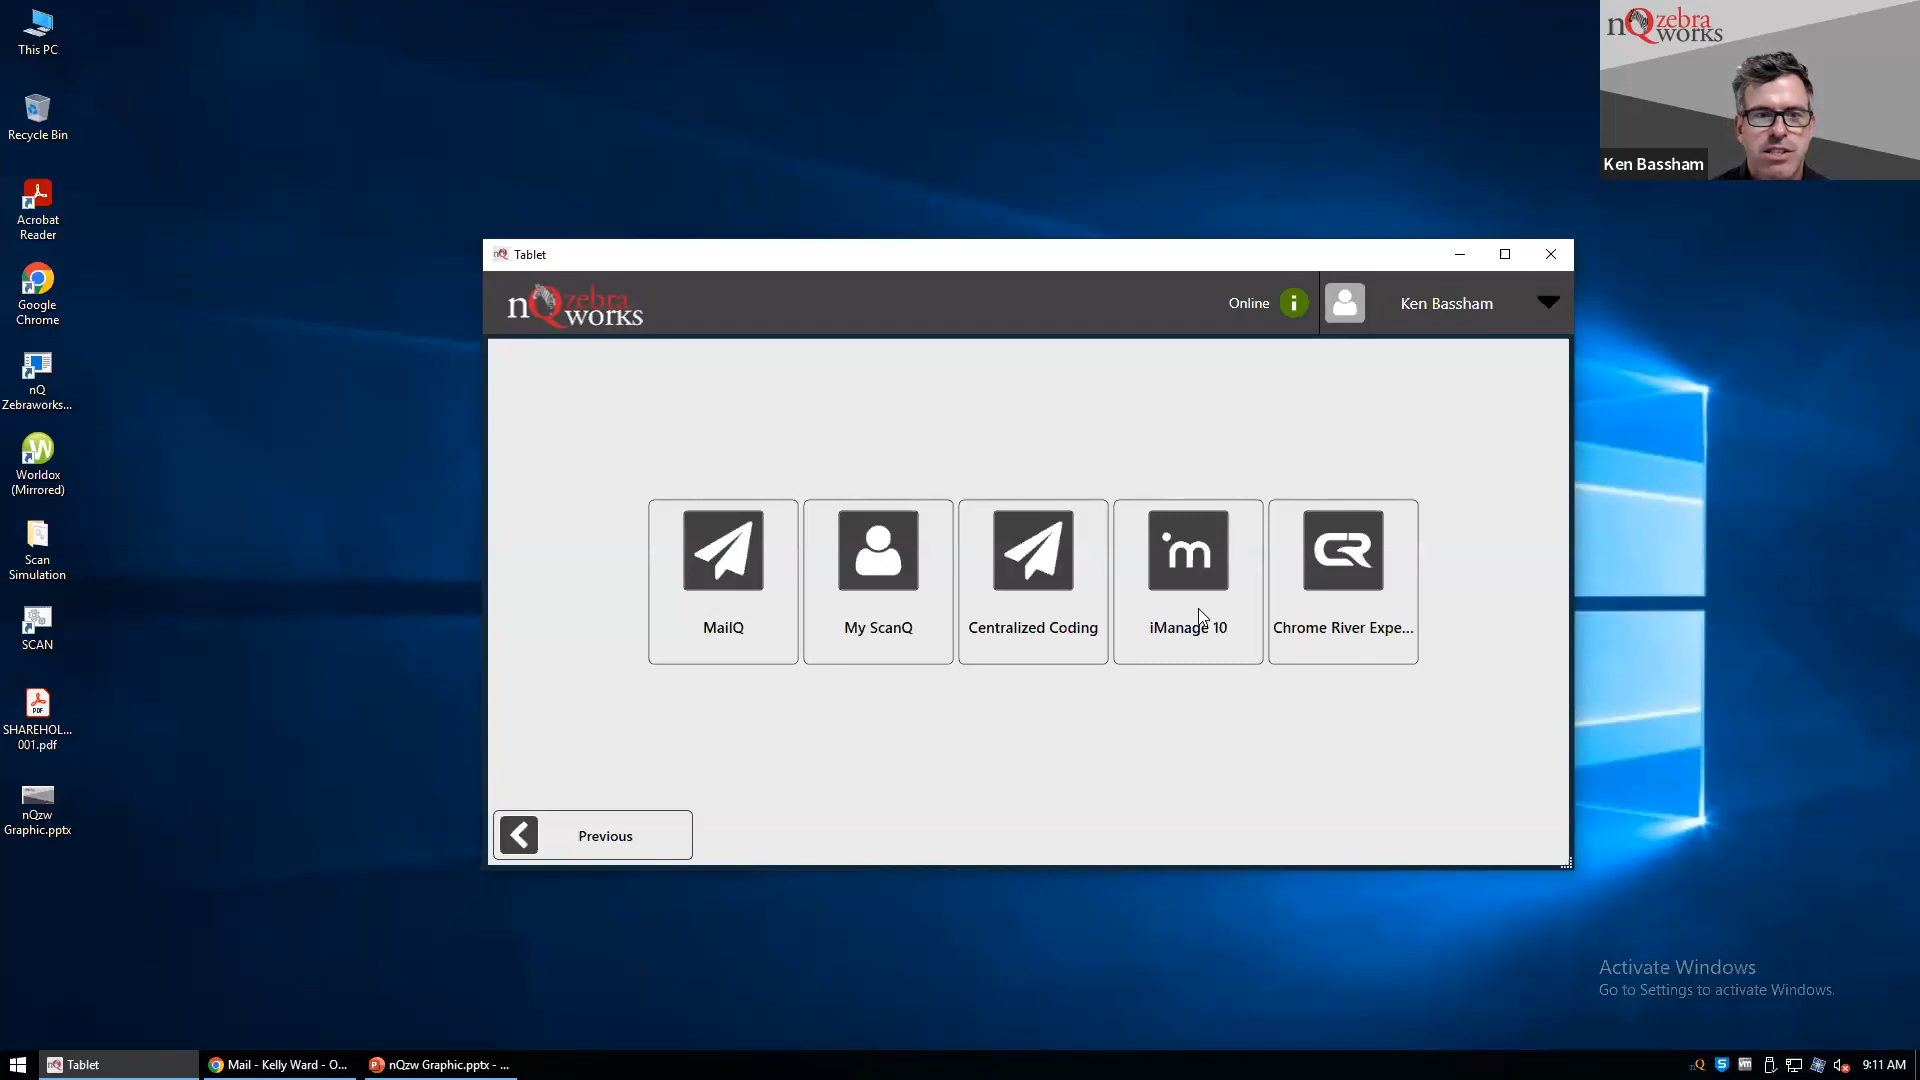 This PC
Recycle Bin
Acrobat
Reader
Google
Chrome
nQ
Zebraworks...
Worldox
(Mirrored)
Scan
Simulation
SCAN
PDF
SHAREHOL...
001.pdf
nQzw
Graphic.pptx
nQ zebra
works
Ken Bassham
nQ Tablet
nQ zebra
works
Online
Ken Bassham
MailQ
My ScanQ
Centralized Coding
iManage 10
Chrome River Expe...
Previous
Activate Windows
Go to Settings to activate Windows.
Tablet
Mail - Kelly Ward - O...
nQzw Graphic.pptx - ...
9:11 AM